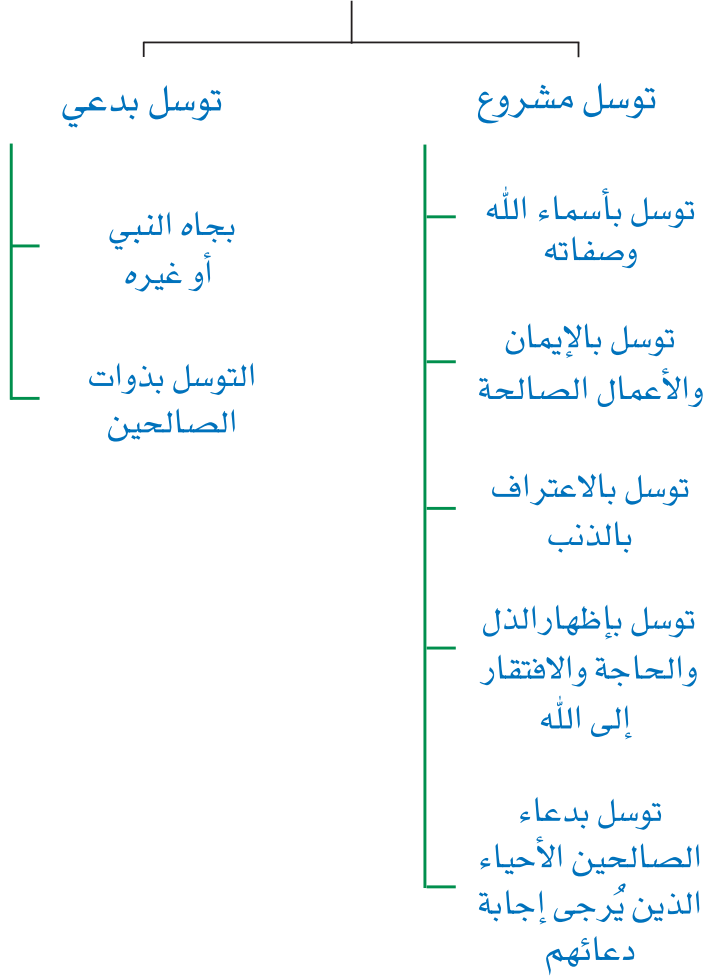 توسل مشروع
توسل بأسماء الله
وصفاته
توسل بالإيمان
والأعمال الصالحة
توسل بالاعتراف
بالذنب
توسل بإظهار الذل
والحاجة والافتقار
إلى الله
توسل بدعاء
الصالحين الأحياء
الذين يُرجى إجابة
دعائهم
توسل بدعي
بجاه النبي
أو غيره
التوسل بذوات
الصالحين